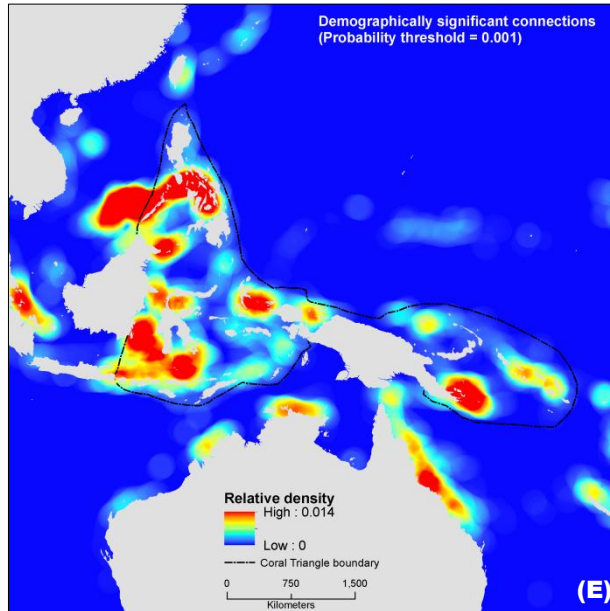 Demographically significant connections
(Probability threshold = 0.001)
Relative density
High : 0.014
Low : 0
Coral Triangle boundary
0 750 1,500
Kilometers
(E)